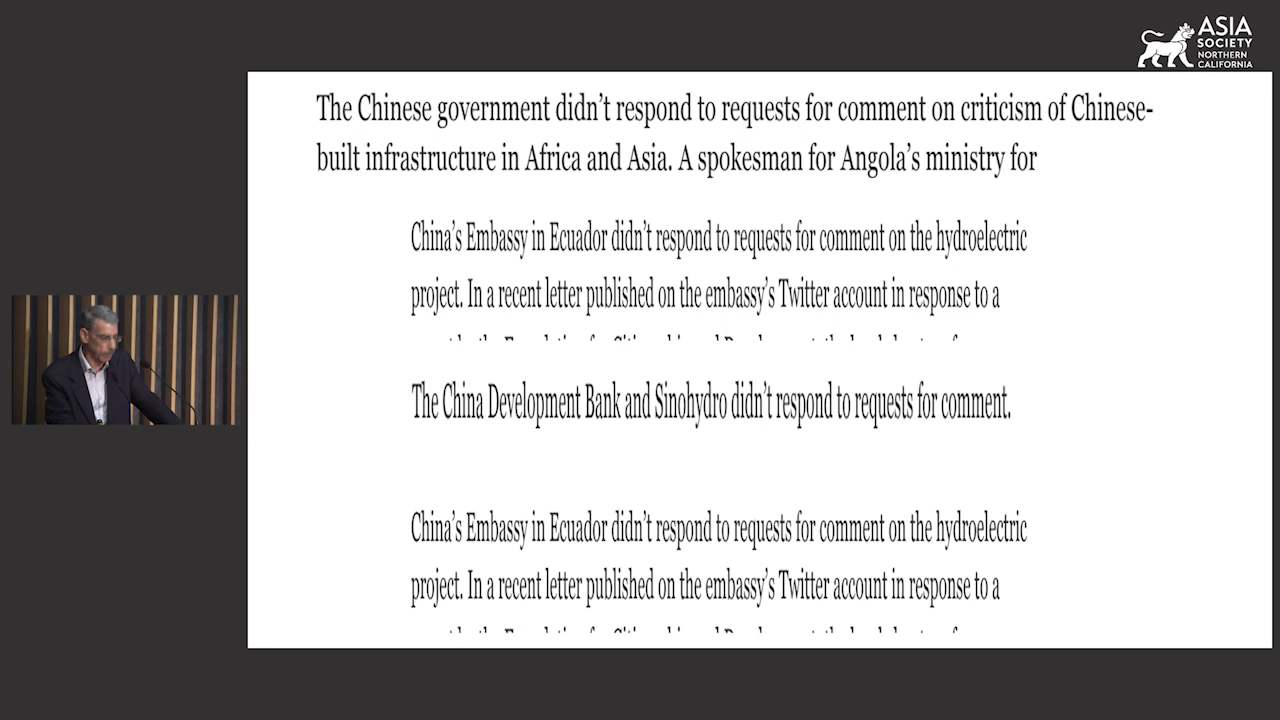 ASIA
SOCIETY
NORTHERN
CALIFORNIA
The Chinese government didn’t respond to requests for comment on criticism of Chinese-
built infrastructure in Africa and Asia. A spokesman for Angola’s ministry for
China’s Embassy in Ecuador didn’t respond to requests for comment on the hydroelectric
project. In a recent letter published on the embassy’s Twitter account in response to a
The China Development Bank and Sinohydro didn’t respond to requests for comment.
China’s Embassy in Ecuador didn’t respond to requests for comment on the hydroelectric
project. In a recent letter published on the embassy’s Twitter account in response to a